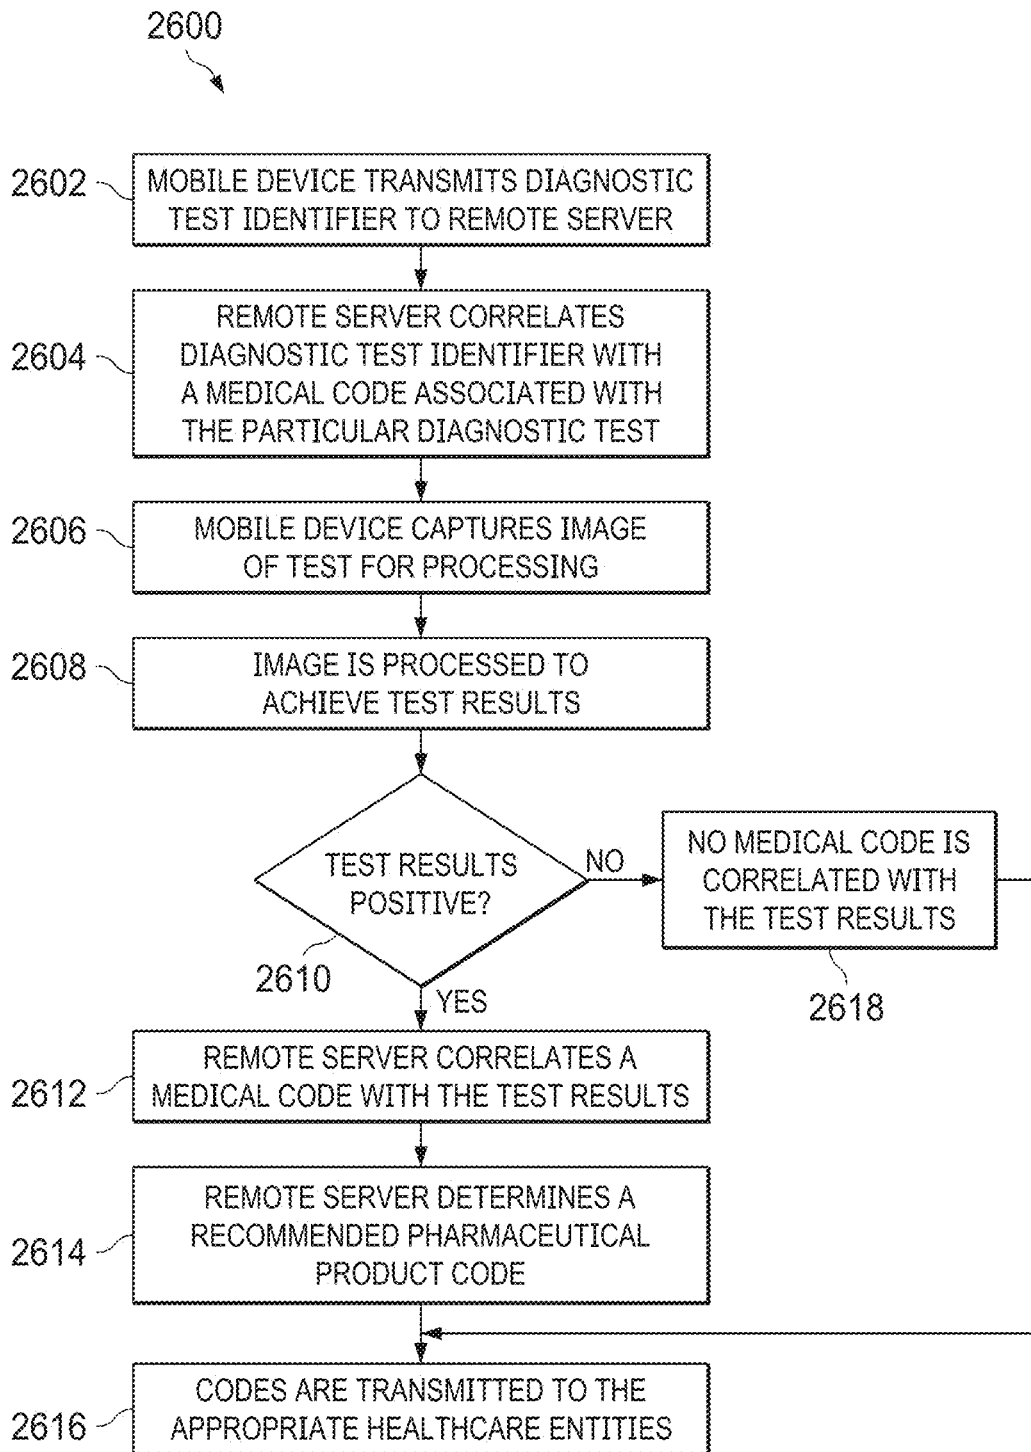 2600
2602
MOBILE DEVICE TRANSMITS DIAGNOSTIC
TEST IDENTIFIER TO REMOTE SERVER
2604
REMOTE SERVER CORRELATES
DIAGNOSTIC TEST IDENTIFIER WITH
A MEDICAL CODE ASSOCIATED WITH
THE PARTICULAR DIAGNOSTIC TEST
2606
MOBILE DEVICE CAPTURES IMAGE
OF TEST FOR PROCESSING
2608
IMAGE IS PROCESSED TO
ACHIEVE TEST RESULTS
TEST RESULTS
POSITIVE?
2610
NO
NO MEDICAL CODE IS
CORRELATED WITH
THE TEST RESULTS
2618
YES
2612
REMOTE SERVER CORRELATES A
MEDICAL CODE WITH THE TEST RESULTS
2614
REMOTE SERVER DETERMINES A
RECOMMENDED PHARMACEUTICAL
PRODUCT CODE
2616
CODES ARE TRANSMITTED TO THE
APPROPRIATE HEALTHCARE ENTITIES